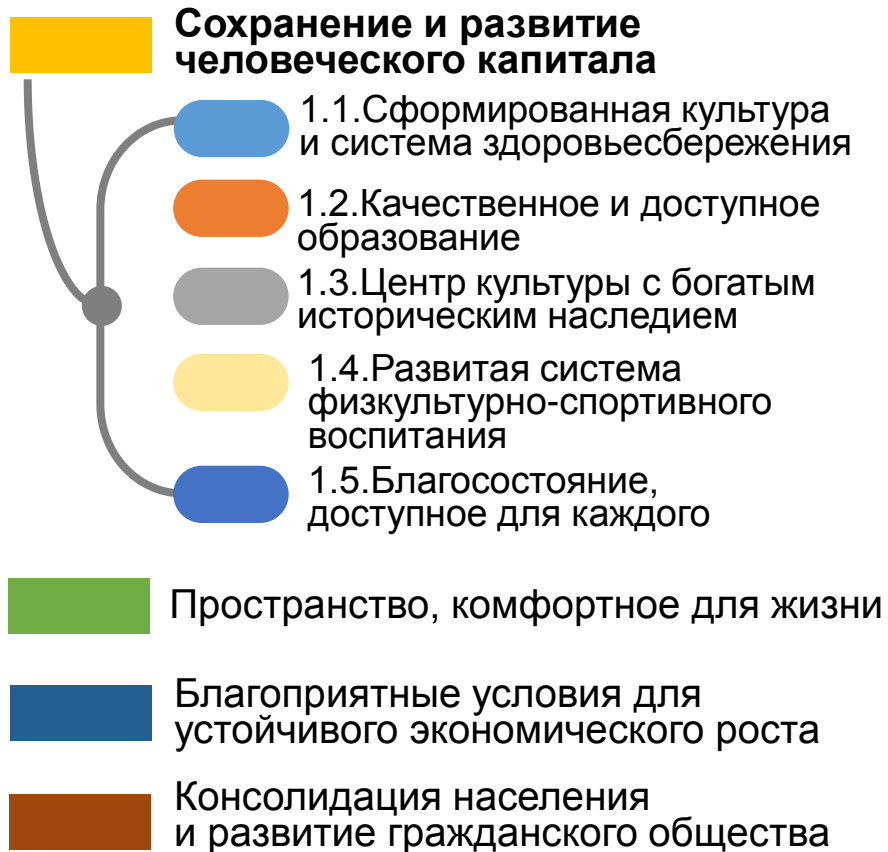 Сохранение и развитие
человеческого капитала
1.1.Сформированная культура
и система здоровьесбережения
1.2.Качественное и доступное
образование
1.3.Центр культуры с богатым
историческим наследием
1.4.Развитая система
физкультурно-спортивного
воспитания
1.5.Благосостояние,
доступное для каждого
Пространство, комфортное для жизни
Благоприятные условия для
устойчивого экономического роста
Консолидация населения
и развитие гражданского общества